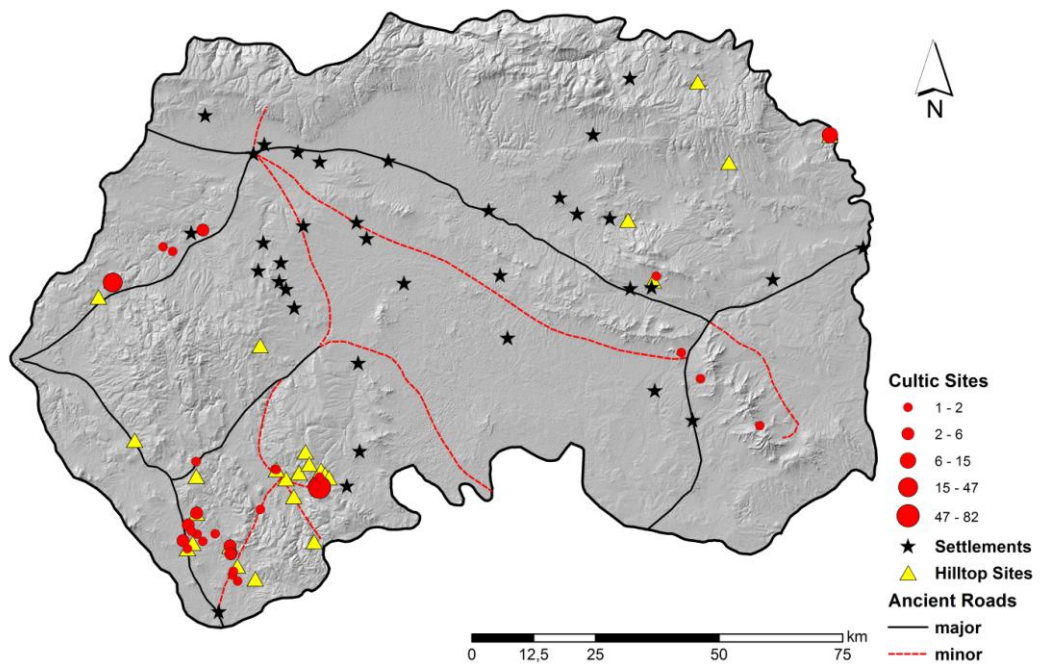 N
Cultic Sites
1 - 2
2 - 6
6 - 15
15 - 47
47 - 82
Settlements
Hilltop Sites
Ancient Roads
major
minor
km
0 12,5 25 50 75